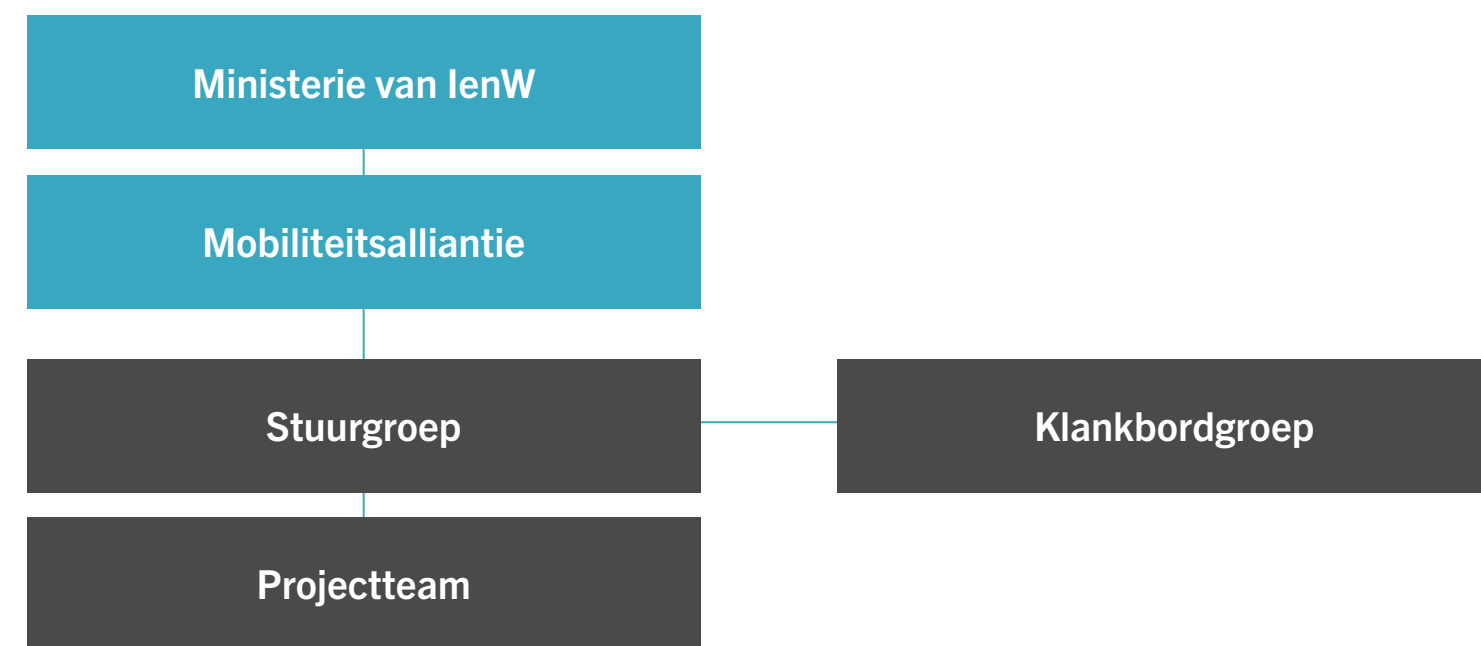 Ministerie van IenW
Mobiliteitsalliantie
Stuurgroep
Klankbordgroep
Projectteam